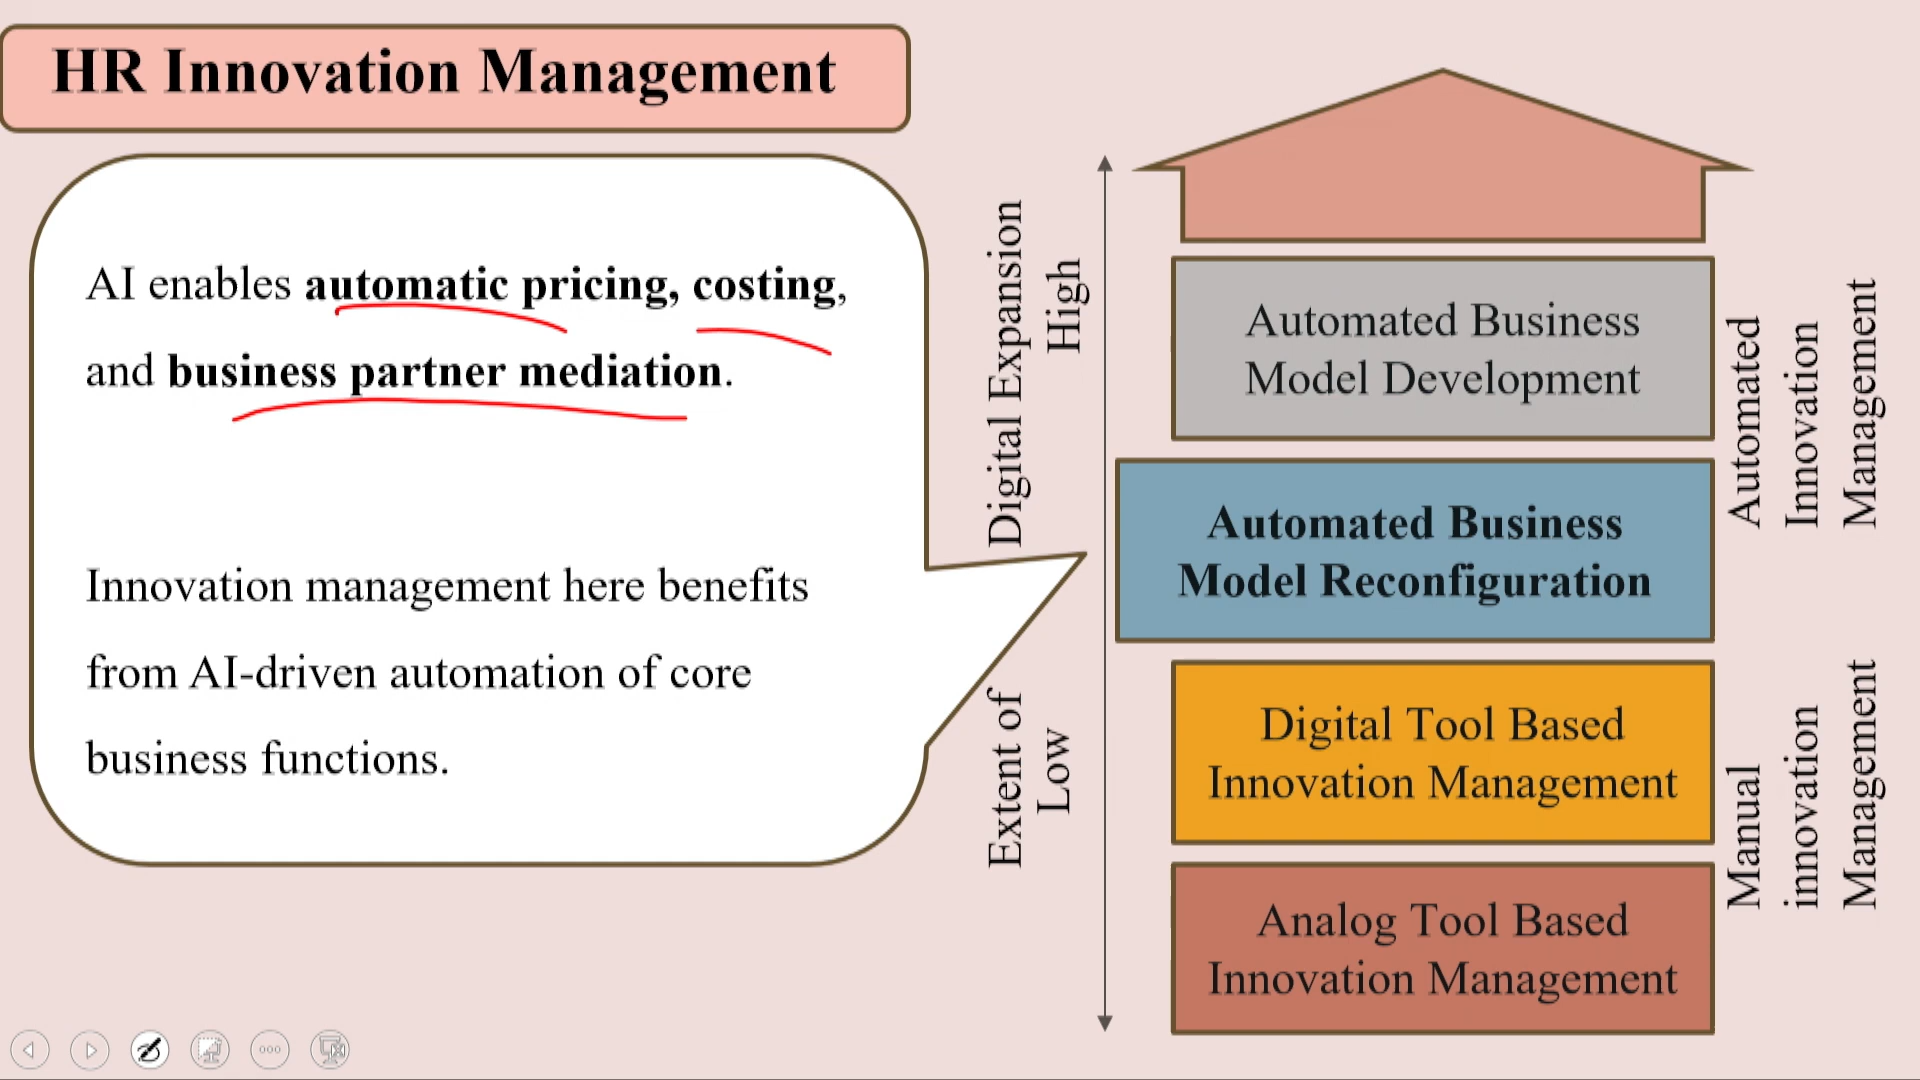 HR Innovation Management
AI enables automatic pricing, costing,
and business partner mediation.
Innovation management here benefits
from AI-driven automation of core
business functions.
Extent of Digital Expansion
Low High
Automated Business
Model Development
Automated Business
Model Reconfiguration
Digital Tool Based
Innovation Management
Analog Tool Based
Innovation Management
Automated
Innovation
Management
Manual
innovation
Management